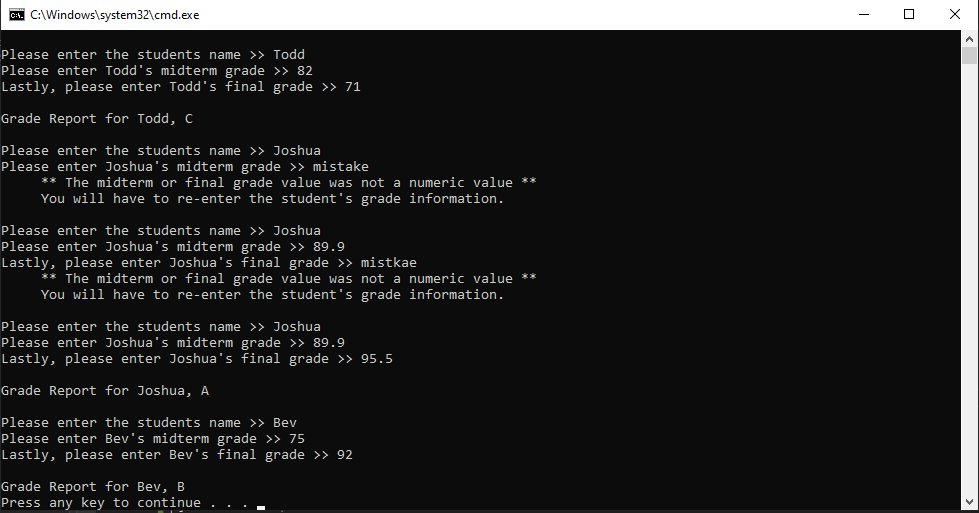 C:\Windows\system32\cmd.exe
Please enter the students name >> Todd
Please enter Todd's midterm grade >> 82
Lastly, please enter Todd's final grade >> 71
Grade Report for Todd, C
Please enter the students name >> Joshua
Please enter Joshua's midterm grade >> mistake
** The midterm or final grade value was not a numeric value **
You will have to re-enter the student's grade information.
Please enter the students name >> Joshua
Please enter Joshua's midterm grade >> 89.9
Lastly, please enter Joshua's final grade >> mistkae
** The midterm or final grade value was not a numeric value **
You will have to re-enter the student's grade information.
Please enter the students name >> Joshua
Please enter Joshua's midterm grade >> 89.9
Lastly, please enter Joshua's final grade >> 95.5
Grade Report for Joshua, A
Please enter the students name >> Bev
Please enter Bev's midterm grade >> 75
Lastly, please enter Bev's final grade >> 92
Grade Report for Bev, B
Press any key to continue . . .